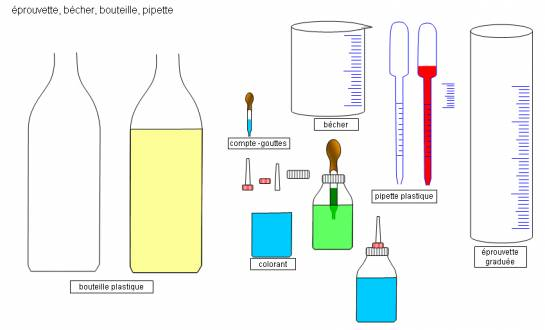 éprouvette, bécher, bouteille, pipette
bécher
compte -gouttes
pipette plastique
colorant
éprouvette
graduée
bouteille plastique